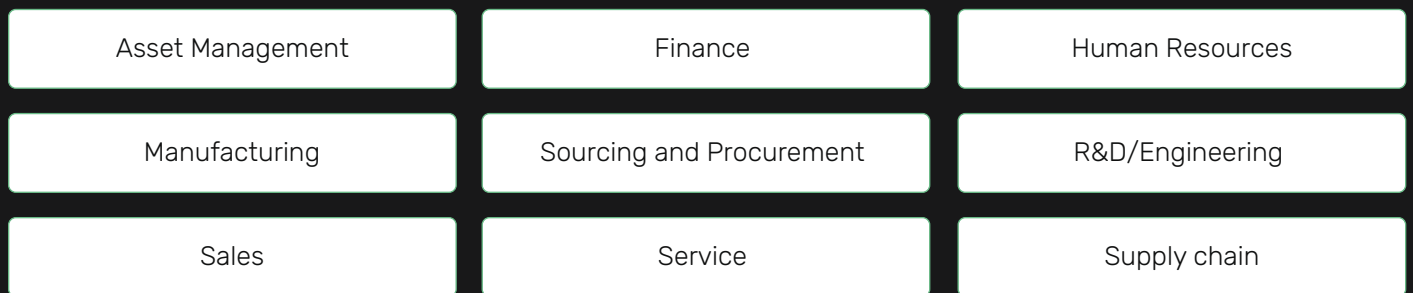 Asset Management
Finance
Human Resources
Manufacturing
Sourcing and Procurement
R&D/Engineering
Sales
Service
Supply chain